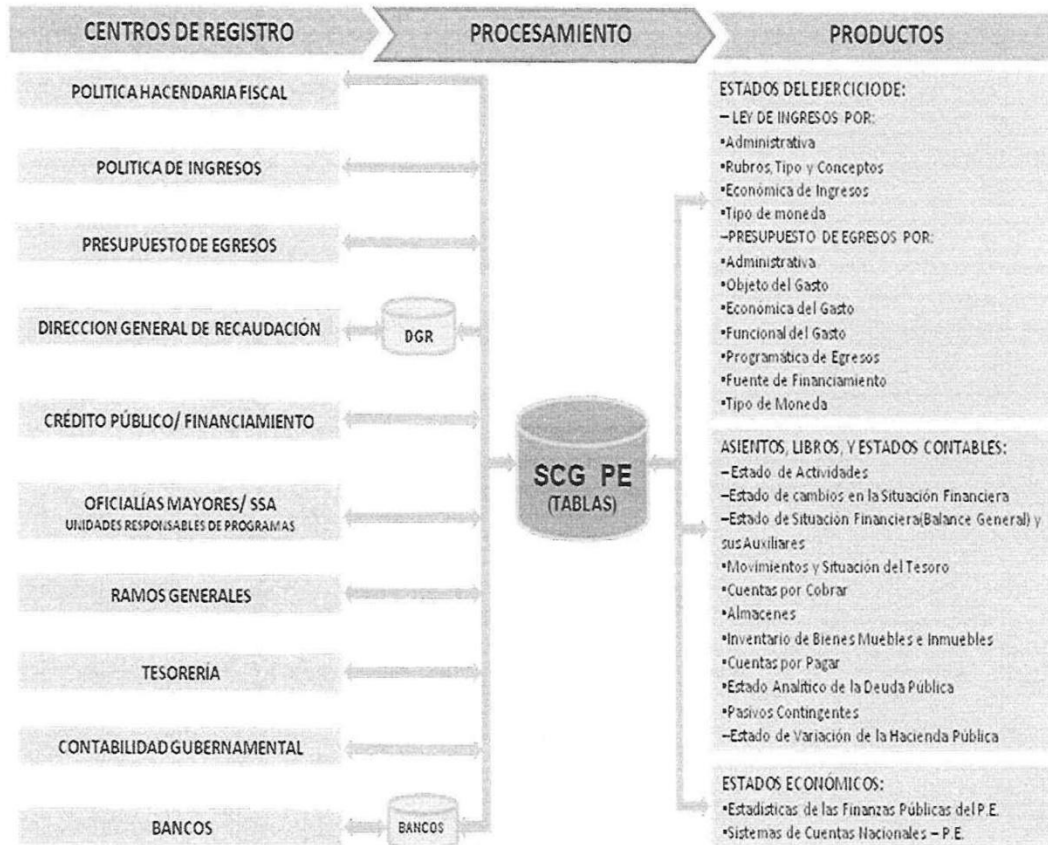 CENTROS DE REGISTRO
PROCESAMIENTO
PRODUCTOS
POLITICA HACENDARIA FISCAL
POLITICA DE INGRESOS
PRESUPUESTO DE EGRESOS
DIRECCION GENERAL DE RECAUDACIÓN
DGR
CRÉDITO PÚBLICO/ FINANCIAMIENTO
OFICIALÍAS MAYORES/ SSA
UNIDADES RESPONSABLES DE PROGRAMAS
RAMOS GENERALES
TESORERÍA
CONTABILIDAD GUBERNAMENTAL
BANCOS
BANCOS
SCG PE
(TABLAS)
ESTADOS DEL EJERCICIO DE:
– LEY DE INGRESOS POR:
•Administrativa
•Rubros, Tipo y Conceptos
•Económica de Ingresos
•Tipo de moneda
–PRESUPUESTO DE EGRESOS POR:
•Administrativa
•Objeto del Gasto
•Económica del Gasto
•Funcional del Gasto
•Programática de Egresos
•Fuente de Financiamiento
•Tipo de Moneda
ASIENTOS, LIBROS, Y ESTADOS CONTABLES:
–Estado de Actividades
–Estado de cambios en la Situación Financiera
–Estado de Situación Financiera(Balance General) y
sus Auxiliares
•Movimientos y Situación del Tesoro
•Cuentas por Cobrar
•Almacenes
•Inventario de Bienes Muebles e Inmuebles
•Cuentas por Pagar
•Estado Analítico de la Deuda Pública
•Pasivos Contingentes
–Estado de Variación de la Hacienda Pública
ESTADOS ECONÓMICOS:
•Estadísticas de las Finanzas Públicas del P.E.
•Sistemas de Cuentas Nacionales – P.E.